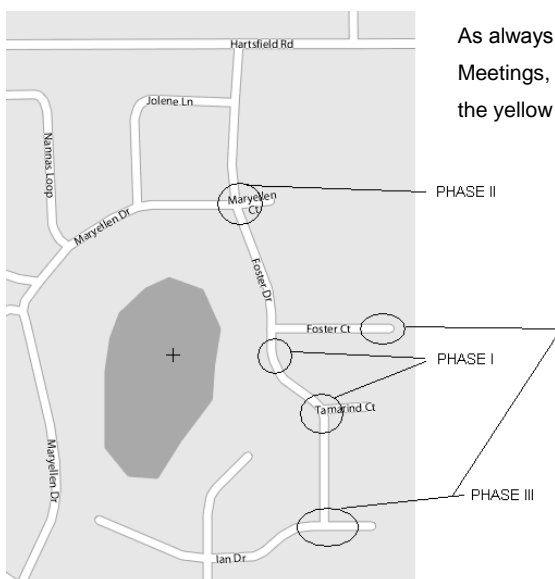 As always
Meetings,
the yellow
Hartsfield Rd
Jolene Ln
Nannas Loop
Maryellen
Ct
PHASE II
Maryellen Dr
Foster Dr
Foster Ct
PHASE I
Tamarind Ct
Maryellen Dr
PHASE III
Ian Dr